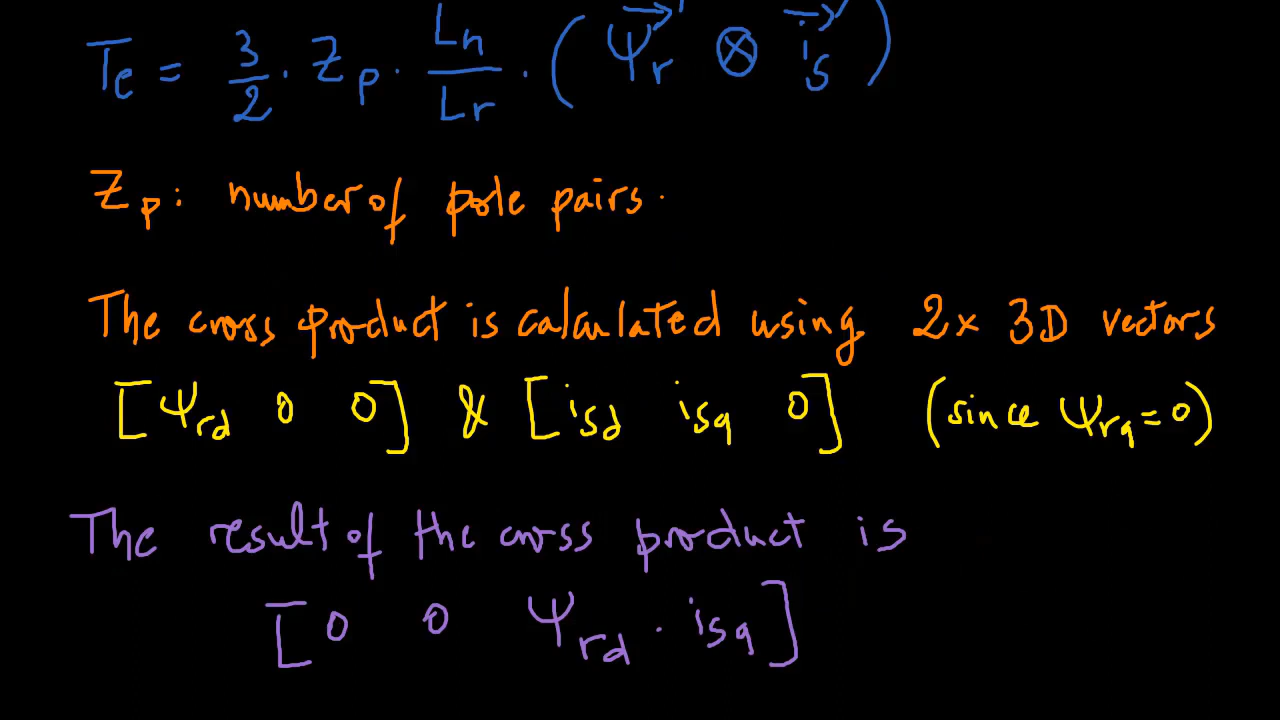 Te = 3/2 · Zp · Ln/Lr · (Ψr ⊗ is)
Zp: number of pole pairs.
The cross product is calculated using 2x 3D vectors
[Ψrd 0 0] & [isd isq 0] (since Ψrq=0)
The result of the cross product is
[0 0 Ψrd · isq]